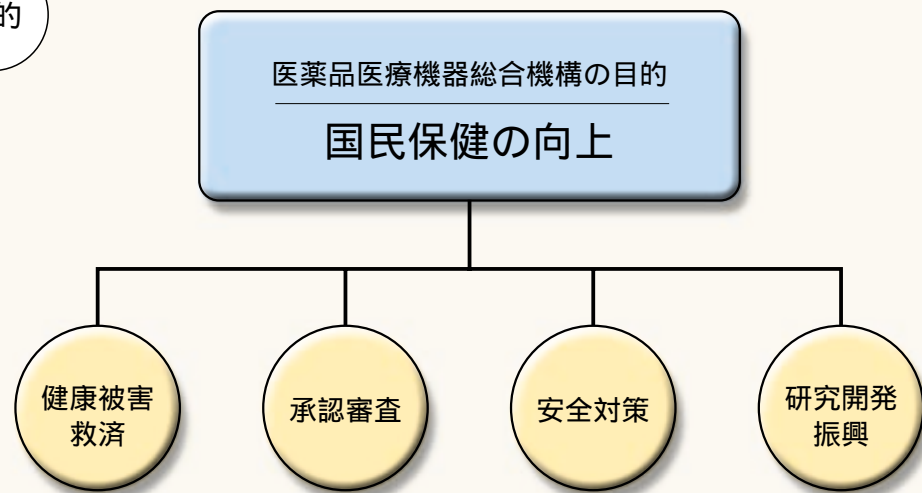 的
医薬品医療機器総合機構の目的
国民保健の向上
健康被害
救済
承認審査
安全対策
研究開発
振興